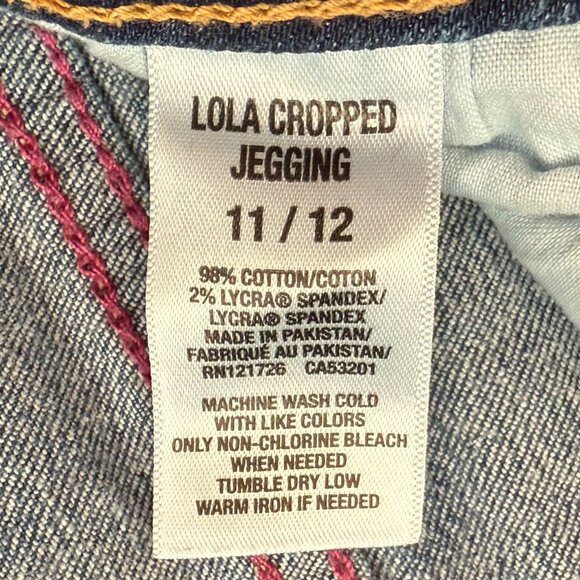 LOLA CROPPED
JEGGING
11 / 12
98% COTTON/COTON
2% LYCRA® SPANDEX/
LYCRA® SPANDEX
MADE IN PAKISTAN/
FABRIQUÉ AU PAKISTAN/
RN121726 CA53201
MACHINE WASH COLD
WITH LIKE COLORS
ONLY NON-CHLORINE BLEACH
WHEN NEEDED
TUMBLE DRY LOW
WARM IRON IF NEEDED